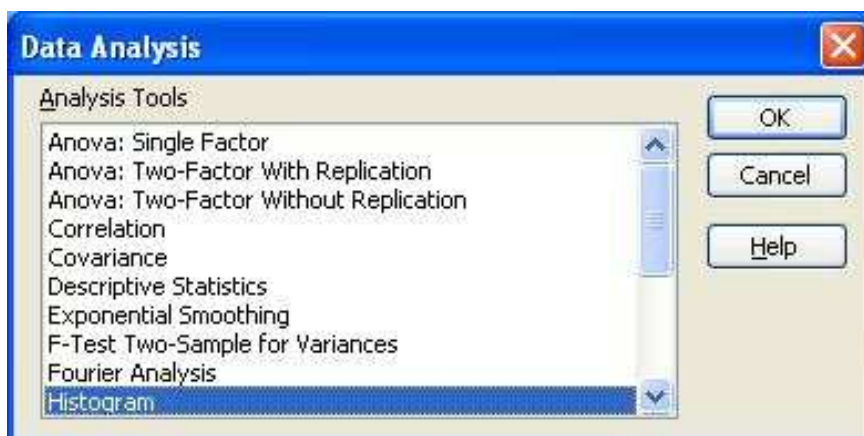 Data Analysis
Analysis Tools
Anova: Single Factor
Anova: Two-Factor With Replication
Anova: Two-Factor Without Replication
Correlation
Covariance
Descriptive Statistics
Exponential Smoothing
F-Test Two-Sample for Variances
Fourier Analysis
Histogram
OK
Cancel
Help